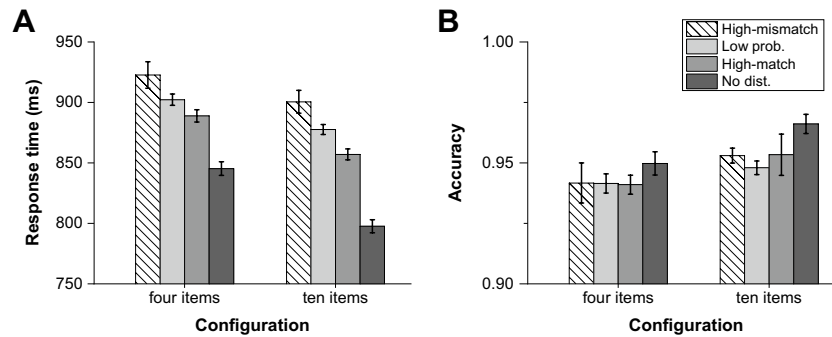 A
Response time (ms)
950
900
850
800
750
four items
ten items
Configuration
B
Accuracy
1.00
0.95
0.90
four items
ten items
Configuration
High-mismatch
Low prob.
High-match
No dist.